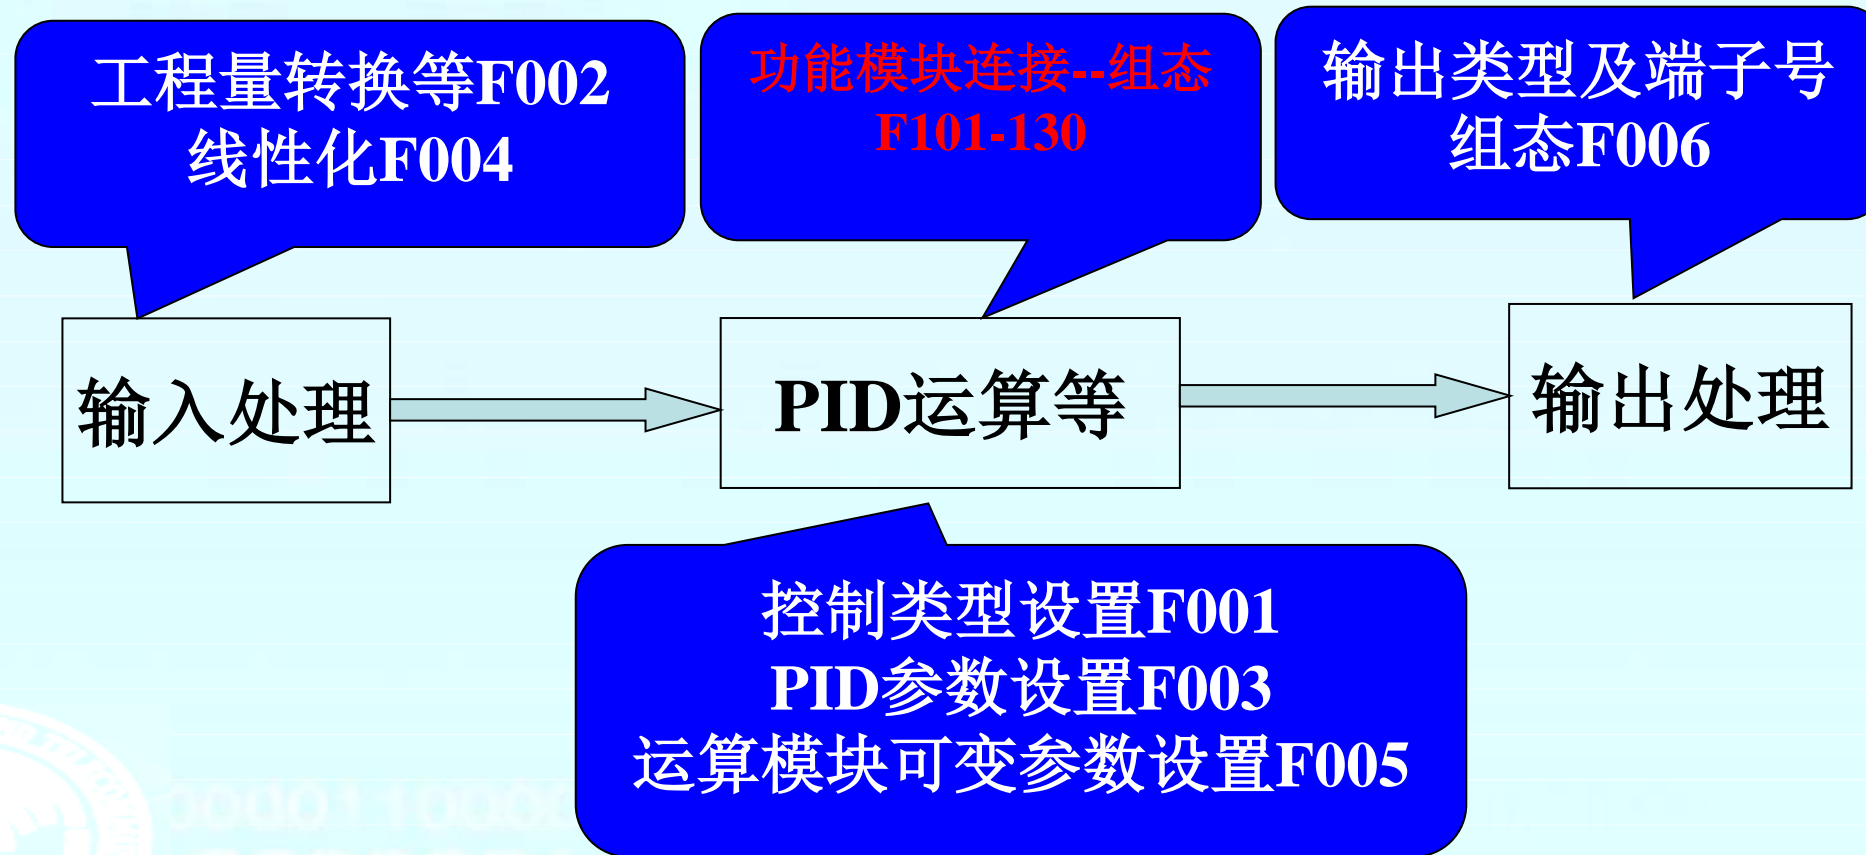 工程量转换等F002
线性化F004
功能模块连接--组态
F101-130
输出类型及端子号
组态F006
输入处理
PID运算等
输出处理
控制类型设置F001
PID参数设置F003
运算模块可变参数设置F005